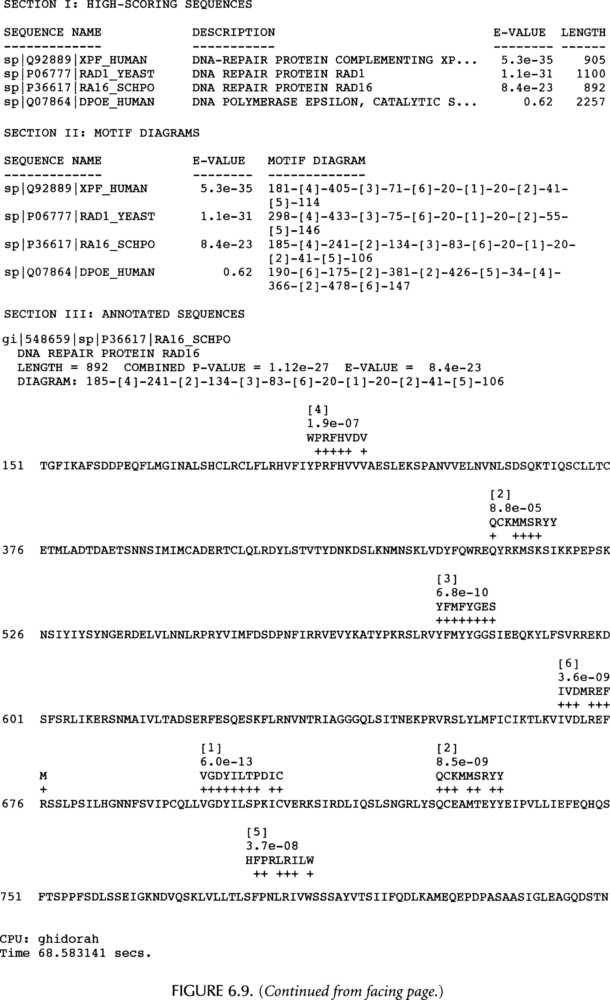 SECTION I: HIGH-SCORING SEQUENCES
SEQUENCE NAME DESCRIPTION E-VALUE LENGTH
------------- ----------- -------- ------
sp|Q92889|XPF_HUMAN DNA-REPAIR PROTEIN COMPLEMENTING XP... 5.3e-35 905
sp|P06777|RAD1_YEAST DNA REPAIR PROTEIN RAD1 1.1e-31 1100
sp|P36617|RA16_SCHPO DNA REPAIR PROTEIN RAD16 8.4e-23 892
sp|Q07864|DPOE_HUMAN DNA POLYMERASE EPSILON, CATALYTIC S... 0.62 2257
SECTION II: MOTIF DIAGRAMS
SEQUENCE NAME E-VALUE MOTIF DIAGRAM
------------- -------- -------------
sp|Q92889|XPF_HUMAN 5.3e-35 181-[4]-405-[3]-71-[6]-20-[1]-20-[2]-41-
[5]-114
sp|P06777|RAD1_YEAST 1.1e-31 298-[4]-433-[3]-75-[6]-20-[1]-20-[2]-55-
[5]-146
sp|P36617|RA16_SCHPO 8.4e-23 185-[4]-241-[2]-134-[3]-83-[6]-20-[1]-20-
[2]-41-[5]-106
sp|Q07864|DPOE_HUMAN 0.62 190-[6]-175-[2]-381-[2]-426-[5]-34-[4]-
366-[2]-478-[6]-147
SECTION III: ANNOTATED SEQUENCES
gi|548659|sp|P36617|RA16_SCHPO
DNA REPAIR PROTEIN RAD16
LENGTH = 892 COMBINED P-VALUE = 1.12e-27 E-VALUE = 8.4e-23
DIAGRAM: 185-[4]-241-[2]-134-[3]-83-[6]-20-[1]-20-[2]-41-[5]-106
[4]
1.9e-07
WPRFHVDV
+++++ +
151 TGFIKAFSDDPEQFLMGINALSHCLRCLFLRHVFIYPRFHVVVAESLEKSPANVVELNVNLSDSQKTIQSCLLTC
[2]
8.8e-05
QCKMMSRYY
+ ++++
376 ETMLADTDAETSNNSIMIMCADERTCLQLRDYLSTVTYDNKDSLKNMNSKLVDYFQWREQYRKMSKSIKKPEPSK
[3]
6.8e-10
YFMFYGES
++++++++
526 NSIYIYSYNGERDELVLNNLRPRYVIMFDSDPNFIRRVEVYKATYPKRSLRVYFMYYGGSIEEQKYLFSVRREKD
[6]
3.6e-09
IVDMREF
+++ +++
601 SFSRLIKERSNMAIVLTADSERFESQESKFLRNVNTRIAGGGQLSITNEKPRVRSLYLMFICIKTLKVIVDLREF
[1] [2]
6.0e-13 8.5e-09
M VGDYILTPDIC QCKMMSRYY
+ ++++++++ ++ +++ ++ ++
676 RSSLPSILHGNNFSVIPCQLLVGDYILSPKICVERKSIRDLIQSLSNGRLYSQCEAMTEYYEIPVLLIEFEQHQS
[5]
3.7e-08
HFPRLRILW
++ +++ +
751 FTSPPFSDLSSEIGKNDVQSKLVLLTLSFPNLRIVWSSSAYVTSIIFQDLKAMEQEPDPASAASIGLEAGQDSTN
CPU: ghidorah
Time 68.583141 secs.
FIGURE 6.9. (Continued from facing page.)